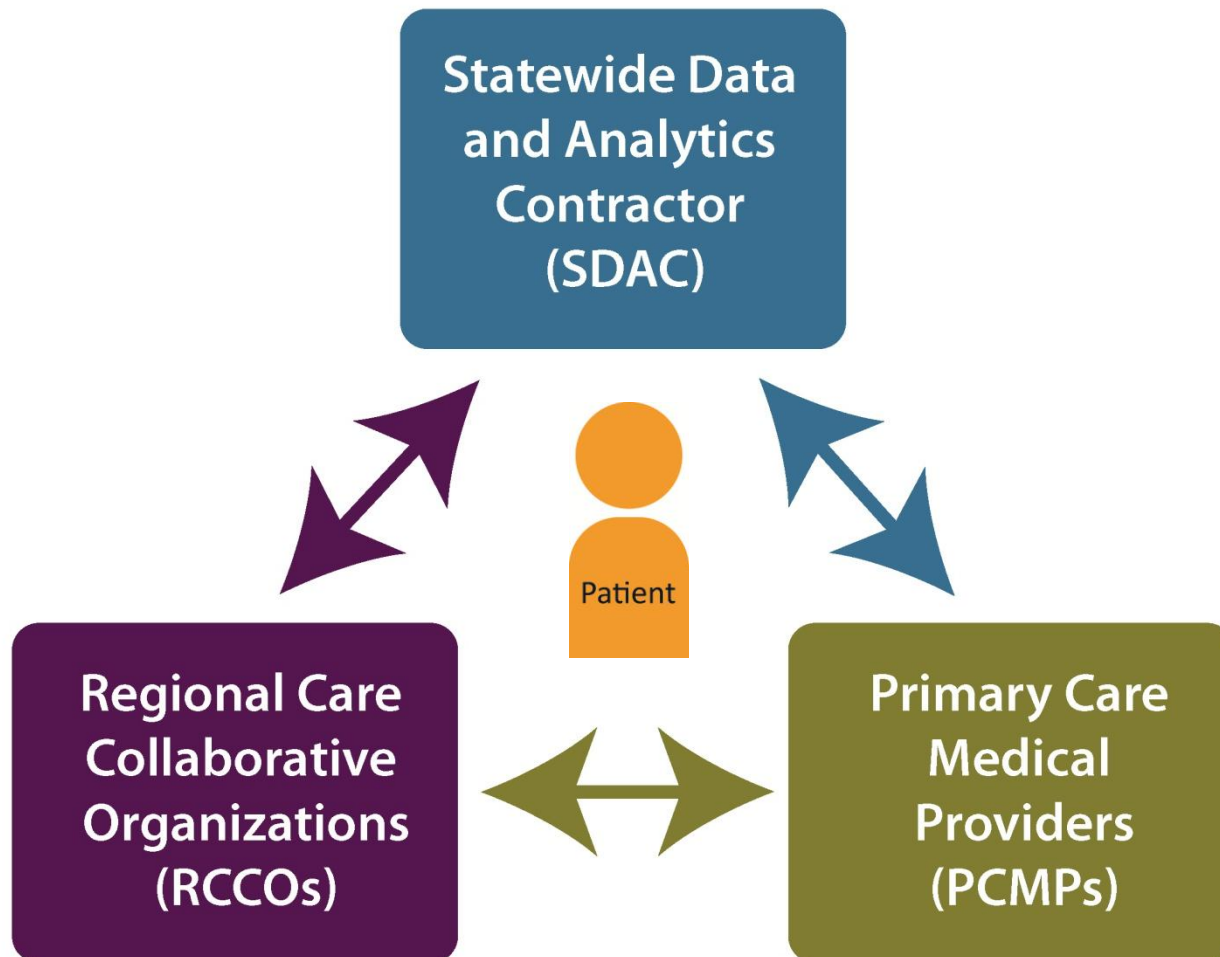 Statewide Data
and Analytics
Contractor
(SDAC)
Patient
Regional Care
Collaborative
Organizations
(RCCOs)
Primary Care
Medical
Providers
(PCMPs)